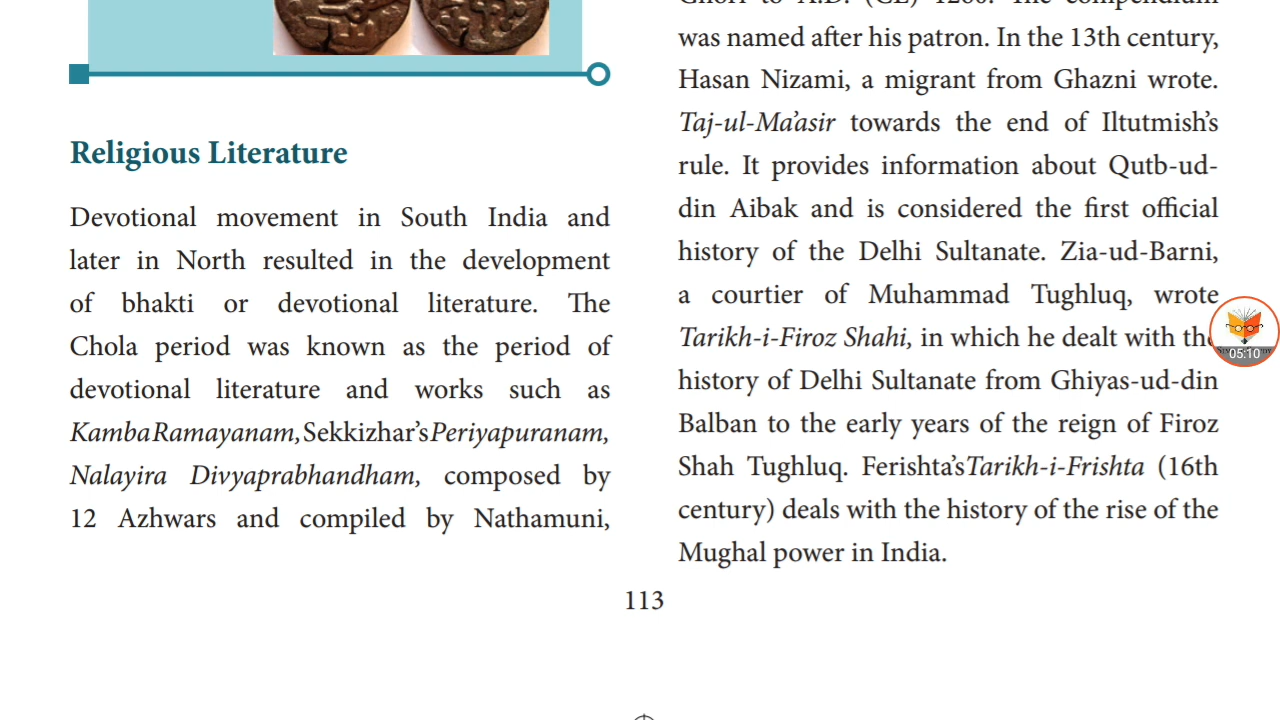 Religious Literature
Devotional movement in South India and
later in North resulted in the development
of bhakti or devotional literature. The
Chola period was known as the period of
devotional literature and works such as
Kamba Ramayanam, Sekkizhar's Periyapuranam,
Nalayira Divyaprabhandham, composed by
12 Azhwars and compiled by Nathamuni,
Ghori to A.D. (CE) 1260. The compendium
was named after his patron. In the 13th century,
Hasan Nizami, a migrant from Ghazni wrote.
Taj-ul-Ma'asir towards the end of Iltutmish's
rule. It provides information about Qutb-ud-
din Aibak and is considered the first official
history of the Delhi Sultanate. Zia-ud-Barni,
a courtier of Muhammad Tughluq, wrote
Tarikh-i-Firoz Shahi, in which he dealt with the
history of Delhi Sultanate from Ghiyas-ud-din
Balban to the early years of the reign of Firoz
Shah Tughluq. Ferishta'sTarikh-i-Frishta (16th
century) deals with the history of the rise of the
Mughal power in India.
05:10
113